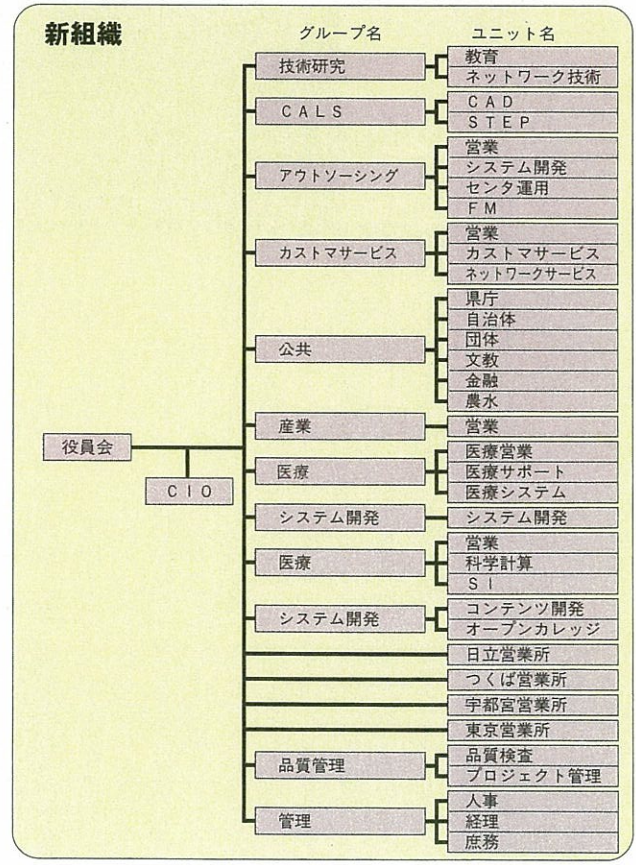 新組織
グループ名 ユニット名
技術研究
教育
ネットワーク技術
CALS
CAD
STEP
アウトソーシング
営業
システム開発
センタ運用
FM
カストマサービス
営業
カストマサービス
ネットワークサービス
公共
県庁
自治体
団体
文教
金融
農水
産業
営業
役員会
CIO
医療
医療営業
医療サポート
医療システム
システム開発
システム開発
医療
営業
科学計算
SI
システム開発
コンテンツ開発
オープンカレッジ
日立営業所
つくば営業所
宇都宮営業所
東京営業所
品質管理
品質検査
プロジェクト管理
管理
人事
経理
庶務